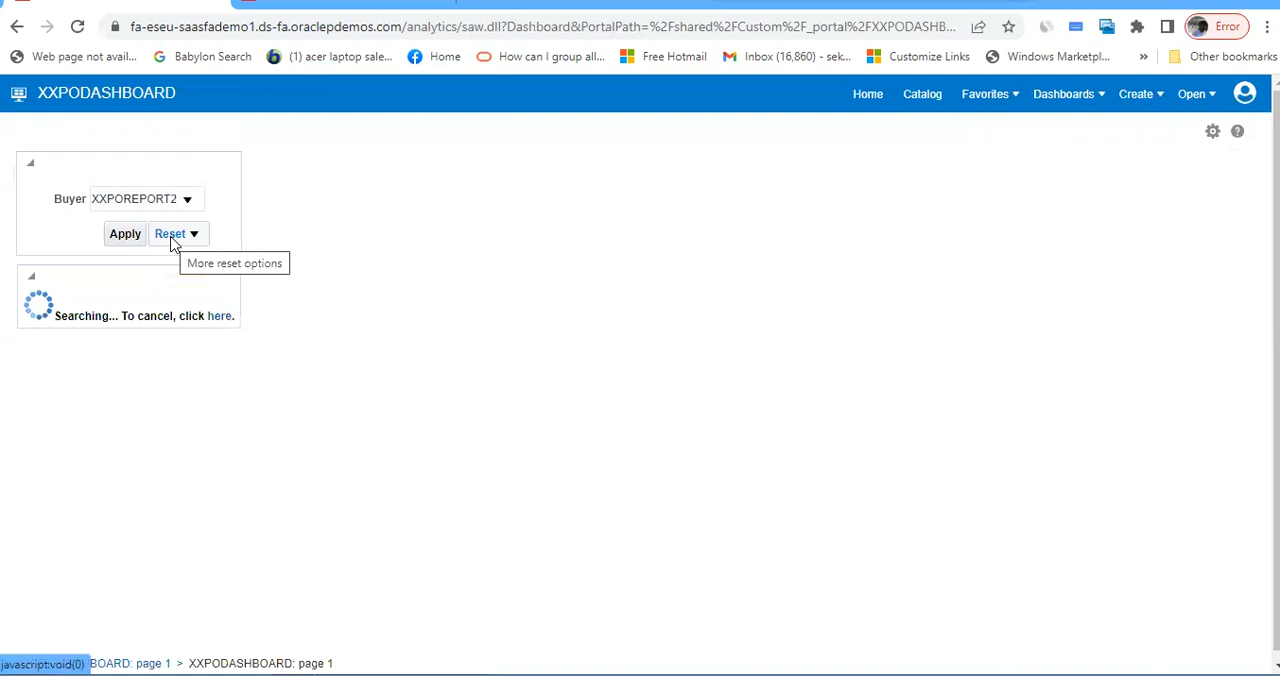 fa-eseu-saasfademo1.ds-fa.oraclepdemos.com/analytics/saw.dll?Dashboard&PortalPath=%2Fshared%2FCustom%2F_portal%2FXXPODASHB... Error
Web page not avail... Babylon Search (1) acer laptop sale... Home How can I group all... Free Hotmail Inbox (16,860) - sek... Customize Links Windows Marketpl... » Other bookmarks
XXPODASHBOARD Home Catalog Favorites Dashboards Create Open
Buyer XXPOREPORT2
Apply Reset
More reset options
Searching... To cancel, click here.
javascript:void(0) BOARD: page 1 > XXPODASHBOARD: page 1